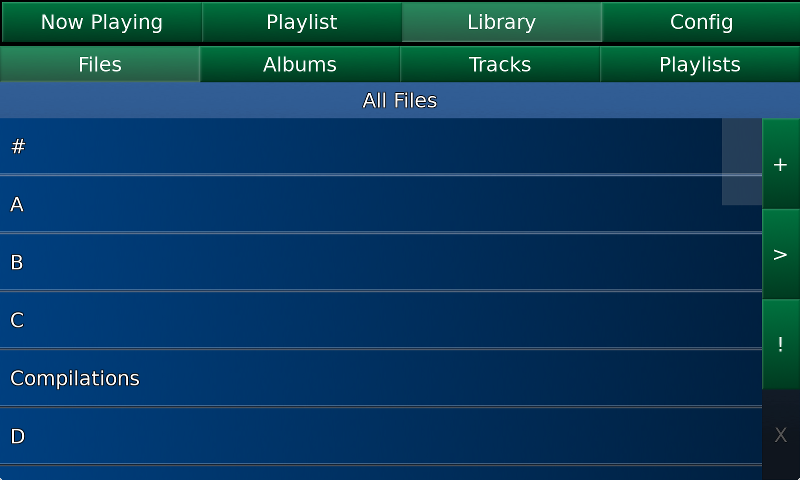 Now Playing Playlist Library Config
Files Albums Tracks Playlists
All Files
#
A
+
B
>
C
!
Compilations
D
X